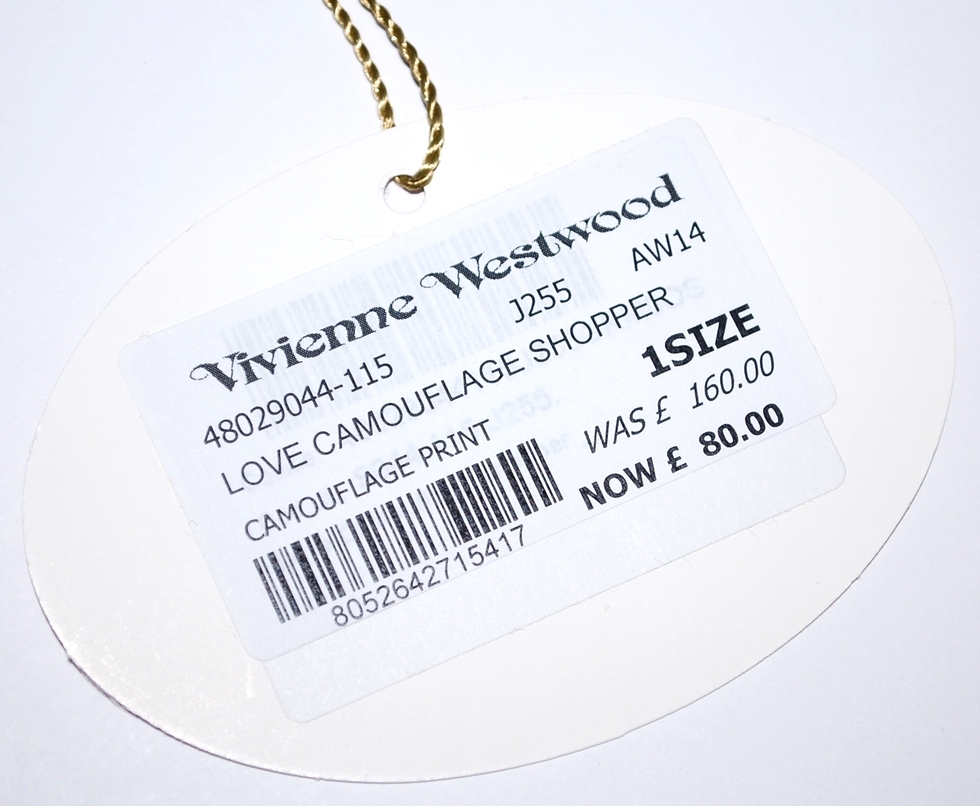 Vivienne Westwood
48029044-115 J255 AW14
LOVE CAMOUFLAGE SHOPPER
CAMOUFLAGE PRINT 1SIZE
WAS £ 160.00
NOW £ 80.00
8052642715417